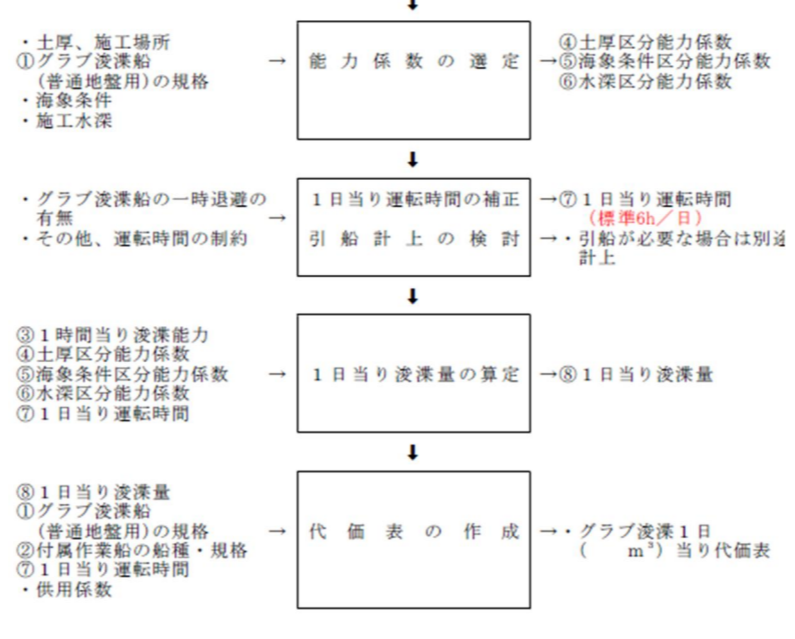 ・土厚、施工場所
①グラブ浚渫船
(普通地盤用)の規格
・海象条件
・施工水深
→
能力係数の選定
→④土厚区分能力係数
⑤海象条件区分能力係数
⑥水深区分能力係数
・グラブ浚渫船の一時退避の
有無
・その他、運転時間の制約
→
1日当り運転時間の補正
引船計上の検討
→⑦1日当り運転時間
(標準6h/日)
→・引船が必要な場合は別途
計上
③1時間当り浚渫能力
④土厚区分能力係数
⑤海象条件区分能力係数
⑥水深区分能力係数
⑦1日当り運転時間
→
1日当り浚渫量の算定
→⑧1日当り浚渫量
⑧1日当り浚渫量
①グラブ浚渫船
(普通地盤用)の規格
②付属作業船の船種・規格
⑦1日当り運転時間
・供用係数
→
代価表の作成
→・グラブ浚渫1日
(　　m³)当り代価表